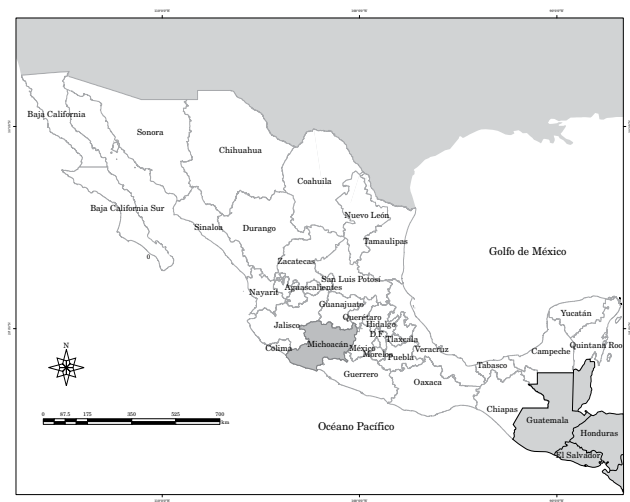 Baja California
Sonora
Chihuahua
Coahuila
Baja California Sur
Sinaloa
Durango
Nuevo León
Tamaulipas
Zacatecas
San Luis Potosí
Nayarit
Aguascalientes
Guanajuato
Querétaro
Hidalgo
Jalisco
D.F.
Tlaxcala
Colima
Michoacán
México
Morelos
Puebla
Veracruz
Guerrero
Oaxaca
Tabasco
Chiapas
Campeche
Yucatán
Quintana Roo
Guatemala
Honduras
El Salvador
Golfo de México
Océano Pacífico
0
N
0 87.5 175 350 525 700
km